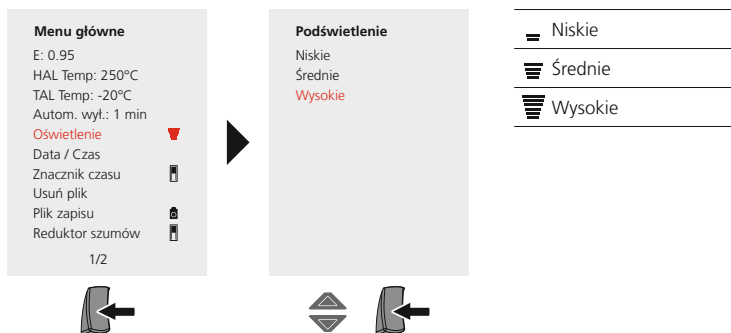 Menu główne
E: 0.95
HAL Temp: 250°C
TAL Temp: -20°C
Autom. wył.: 1 min
Oświetlenie
Data / Czas
Znacznik czasu
Usuń plik
Plik zapisu
Reduktor szumów
1/2
Podświetlenie
Niskie
Średnie
Wysokie
Niskie
Średnie
Wysokie